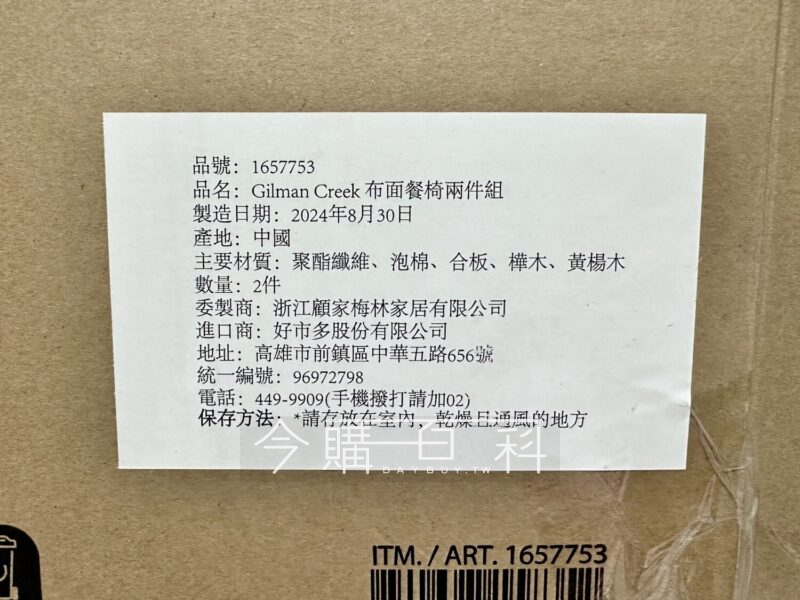 品號：1657753
品名：Gilman Creek 布面餐椅兩件組
製造日期：2024年8月30日
產地：中國
主要材質：聚酯纖維、泡棉、合板、樺木、黃楊木
數量：2件
委製商：浙江顧家梅林家居有限公司
進口商：好市多股份有限公司
地址：高雄市前鎮區中華五路656號
統一編號：96972798
電話：449-9909(手機撥打請加02)
保存方法：*請存放在室內，乾燥且通風的地方
今購百科
DAYBUY.TW
ITM. / ART. 1657753